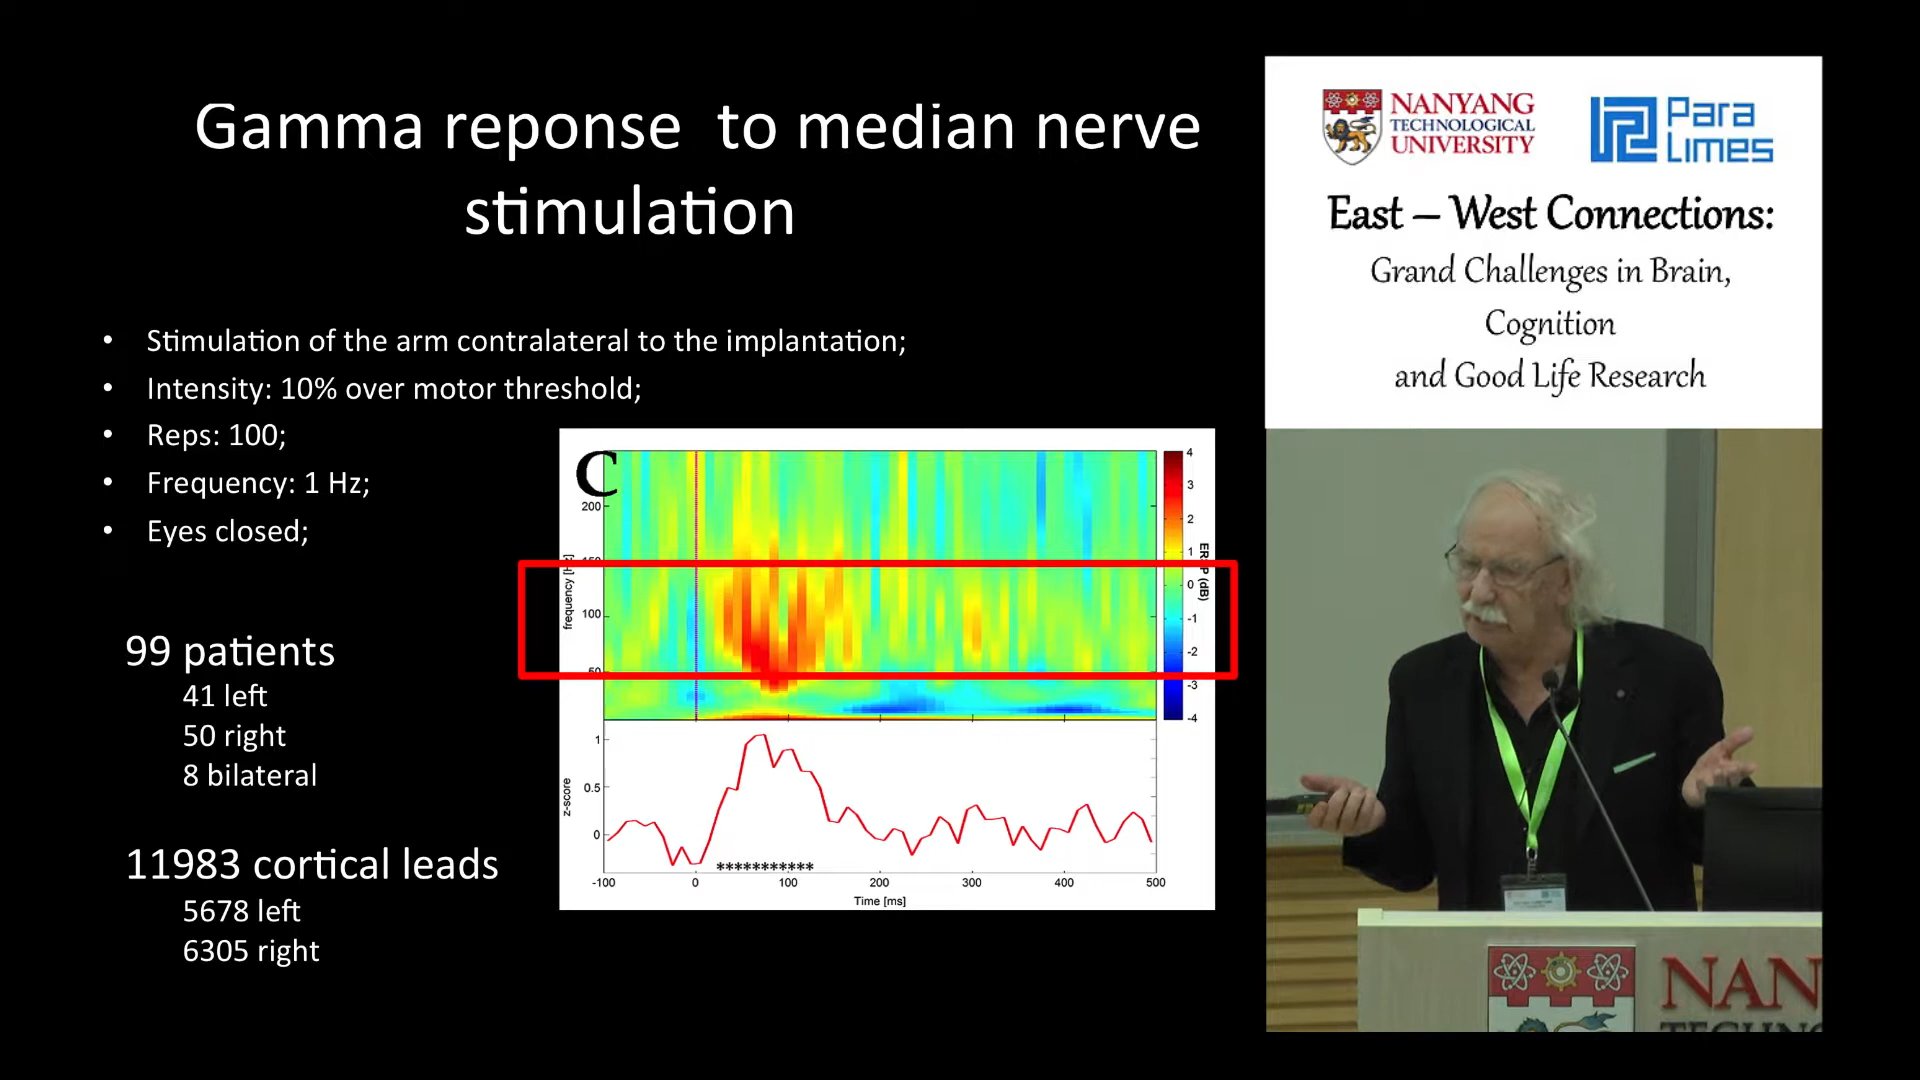 Gamma reponse  to median nerve
stimulation
• Stimulation of the arm contralateral to the implantation;
• Intensity: 10% over motor threshold;
• Reps: 100;
• Frequency: 1 Hz;
• Eyes closed;
99 patients
41 left
50 right
8 bilateral
11983 cortical leads
5678 left
6305 right
C
200
150
100
50
frequency [Hz]
4
3
2
1
0
-1
-2
-3
-4
(dB)
1
0.5
0
z-score
***********
-100 0 100 200 300 400 500
Time [ms]
NANYANG
TECHNOLOGICAL
UNIVERSITY
Para
Limes
East – West Connections:
Grand Challenges in Brain,
Cognition
and Good Life Research
NAN